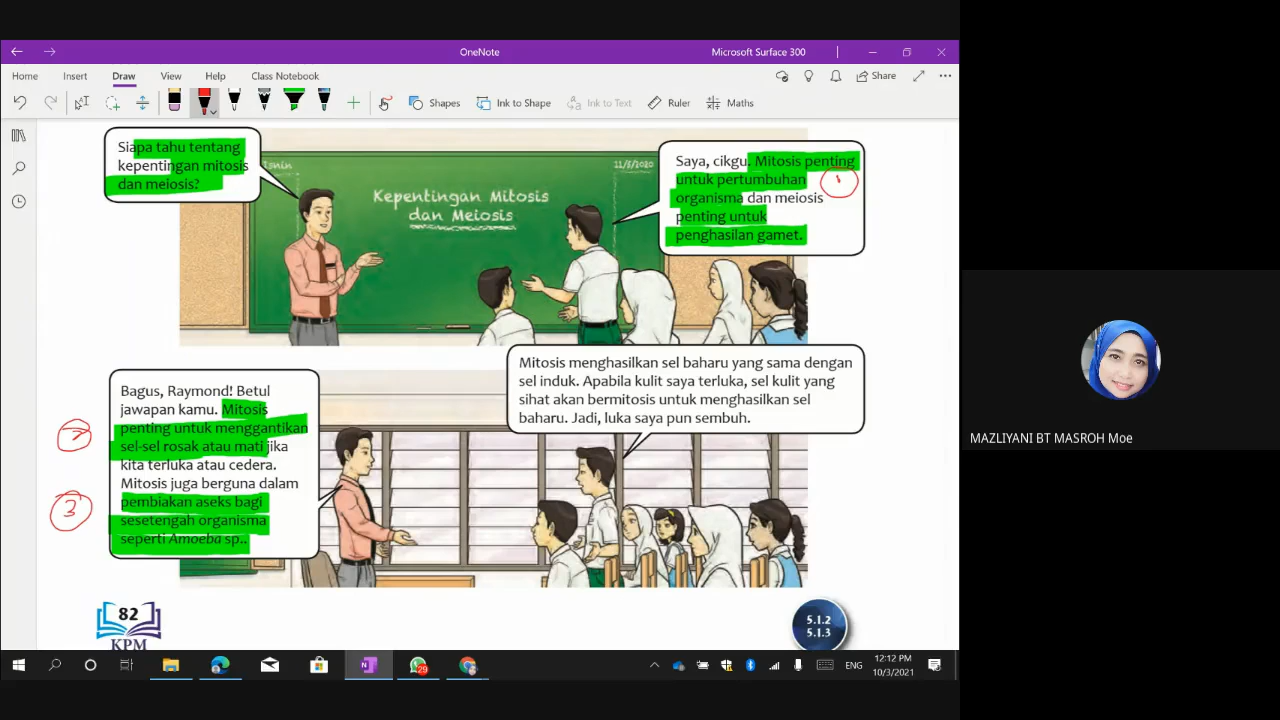 OneNote
Microsoft Surface 300
Home
Insert
Draw
View
Help
Class Notebook
Share
Shapes
Ink to Shape
Ink to Text
Ruler
Maths
Siapa tahu tentang
kepentingan mitosis
dan meiosis?
Isnin
11/5/2020
Kepentingan Mitosis
dan Meiosis
Saya, cikgu. Mitosis penting
untuk pertumbuhan
organisma dan meiosis
penting untuk
penghasilan gamet.
1
Mitosis menghasilkan sel baharu yang sama dengan
sel induk. Apabila kulit saya terluka, sel kulit yang
sihat akan bermitosis untuk menghasilkan sel
baharu. Jadi, luka saya pun sembuh.
Bagus, Raymond! Betul
jawapan kamu. Mitosis
penting untuk menggantikan
sel-sel rosak atau mati jika
kita terluka atau cedera.
Mitosis juga berguna dalam
pembiakan aseks bagi
sesetengah organisma
seperti Amoeba sp..
2
3
82
KPM
5.1.2
5.1.3
MAZLIYANI BT MASROH Moe
29
ENG
12:12 PM
10/3/2021